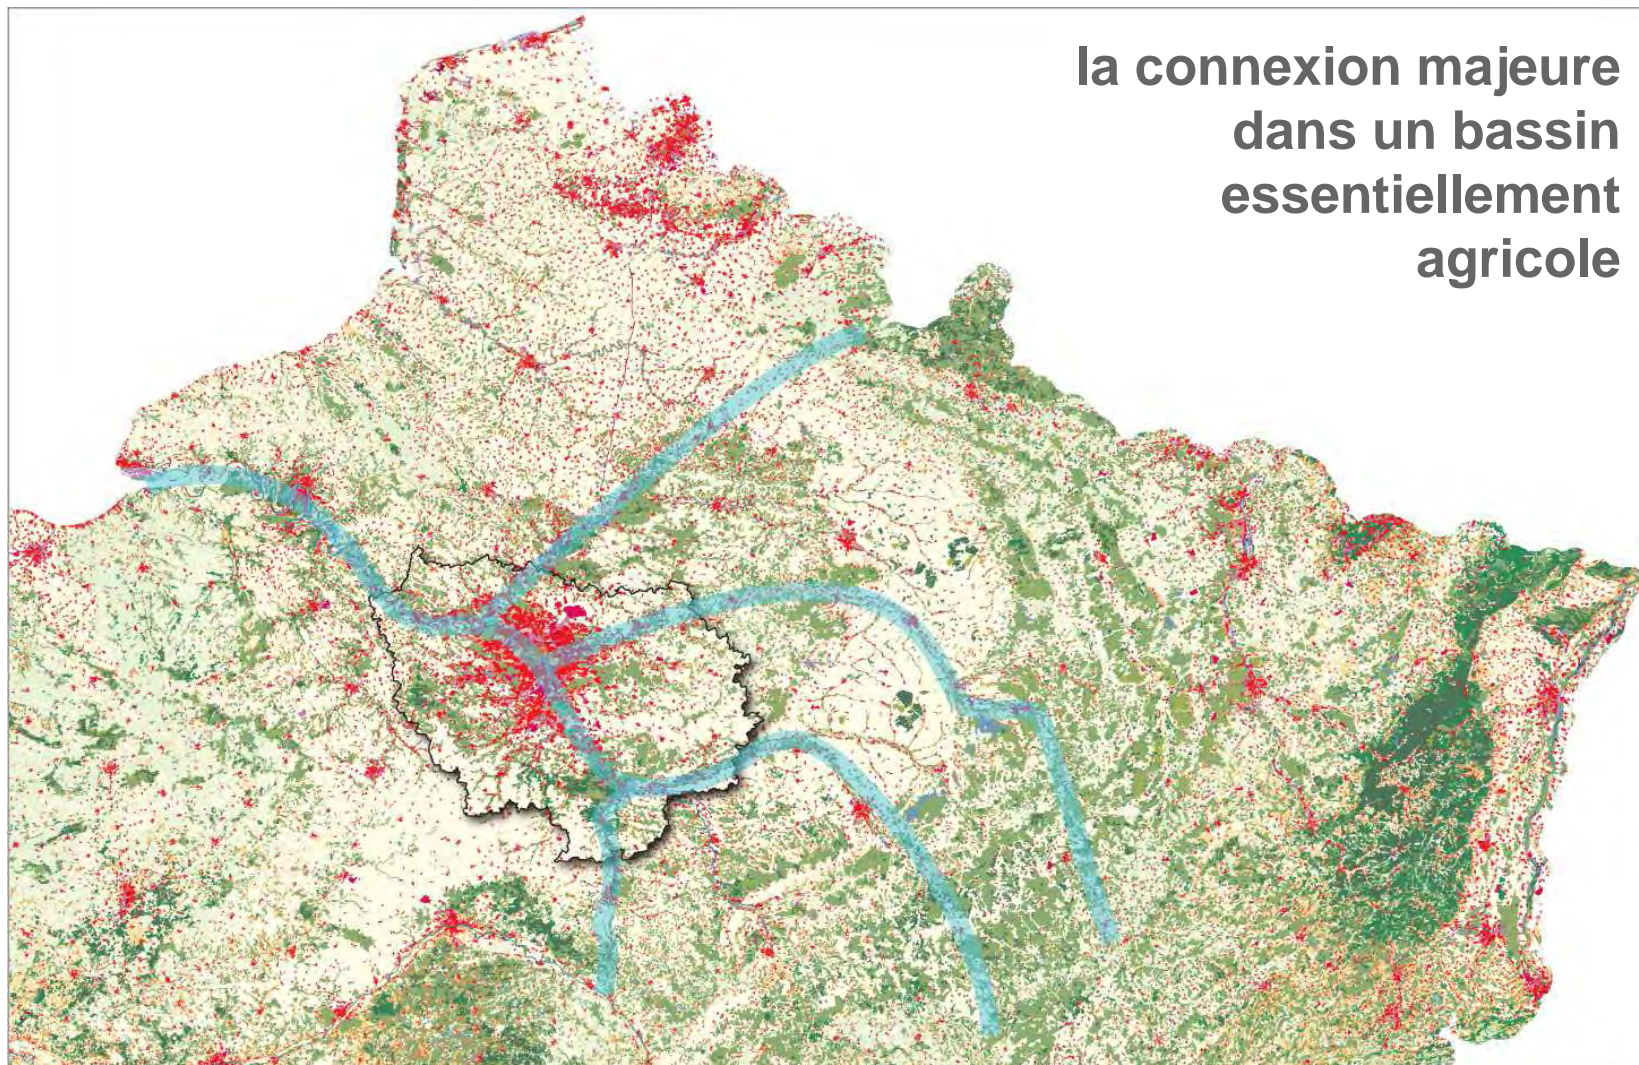 la connexion majeure
dans un bassin
essentiellement
agricole